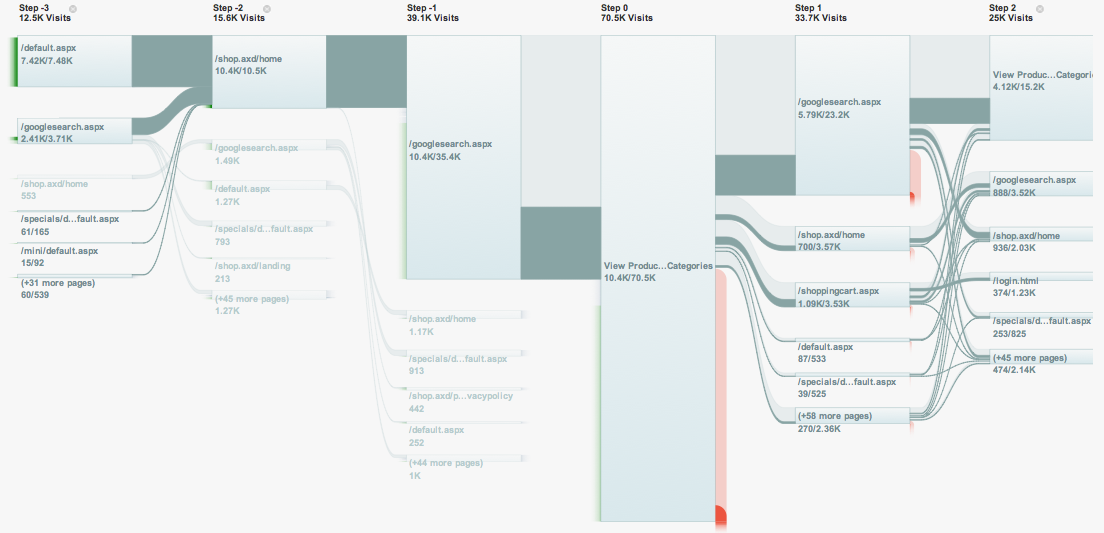 Step -3
12.5K Visits
/default.aspx
7.42K/7.48K
/googlesearch.aspx
2.41K/3.71K
/shop.axd/home
553
/specials/d...fault.aspx
61/165
/mini/default.aspx
15/92
(+31 more pages)
60/539
Step -2
15.6K Visits
/shop.axd/home
10.4K/10.5K
/googlesearch.aspx
1.49K
/default.aspx
1.27K
/specials/d...fault.aspx
793
/shop.axd/landing
213
(+45 more pages)
1.27K
Step -1
39.1K Visits
/googlesearch.aspx
10.4K/35.4K
/shop.axd/home
1.17K
/specials/d...fault.aspx
913
/shop.axd/p...vacypolicy
442
/default.aspx
252
(+44 more pages)
1K
Step 0
70.5K Visits
View Produc...Categories
10.4K/70.5K
Step 1
33.7K Visits
/googlesearch.aspx
5.79K/23.2K
/shop.axd/home
700/3.57K
/shoppingcart.aspx
1.09K/3.53K
/default.aspx
87/533
/specials/d...fault.aspx
39/525
(+58 more pages)
270/2.36K
Step 2
25K Visits
View Produc...Categori
4.12K/15.2K
/googlesearch.aspx
888/3.52K
/shop.axd/home
936/2.03K
/login.html
374/1.23K
/specials/d...fault.aspx
253/825
(+45 more pages)
474/2.14K